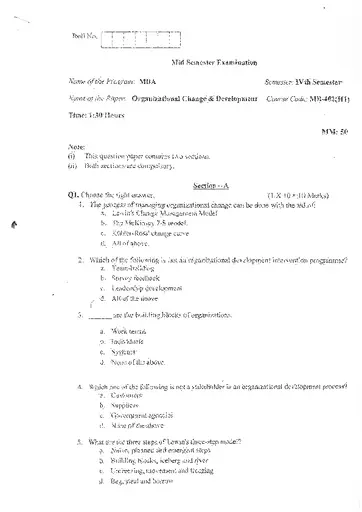 Roll No.
Mid Semester Examination
Name of the Program: MBA Semester: IVth Semester
Name of the Paper: Organisational Change & Development Course Code:
Time: 1:30 Hours
MM: 50
Note:
(i) This question paper contains two sections.
(ii) Both sections are compulsory.
Section – A
Q1. Choose the right answer. (1 X 10 = 10 Marks)
1. The process of managing organizational change can be done with the aid of:
a. Lewin's Change Management Model
b. The McKinsey 7-S model.
c. Kübler-Ross' change curve
d. All of above.
2. Which of the following is not an organizational development intervention programme?
a. Team-building
b. Survey feedback
c. Leadership development
d. All of the above
3. ______ are the building blocks of organizations.
a. Work teams
b. Individuals
c. Systems
d. None of the above
4. Which one of the following is not a stakeholder in an organizational development process?
a. Customers
b. Suppliers
c. Government agencies
d. None of the above
5. What are the three steps of Lewin's three-step model?
a. Naive, planned and emergent steps
b. Building blocks, iceberg and river
c. Unfreezing, movement and freezing
d. Beg, steal and borrow